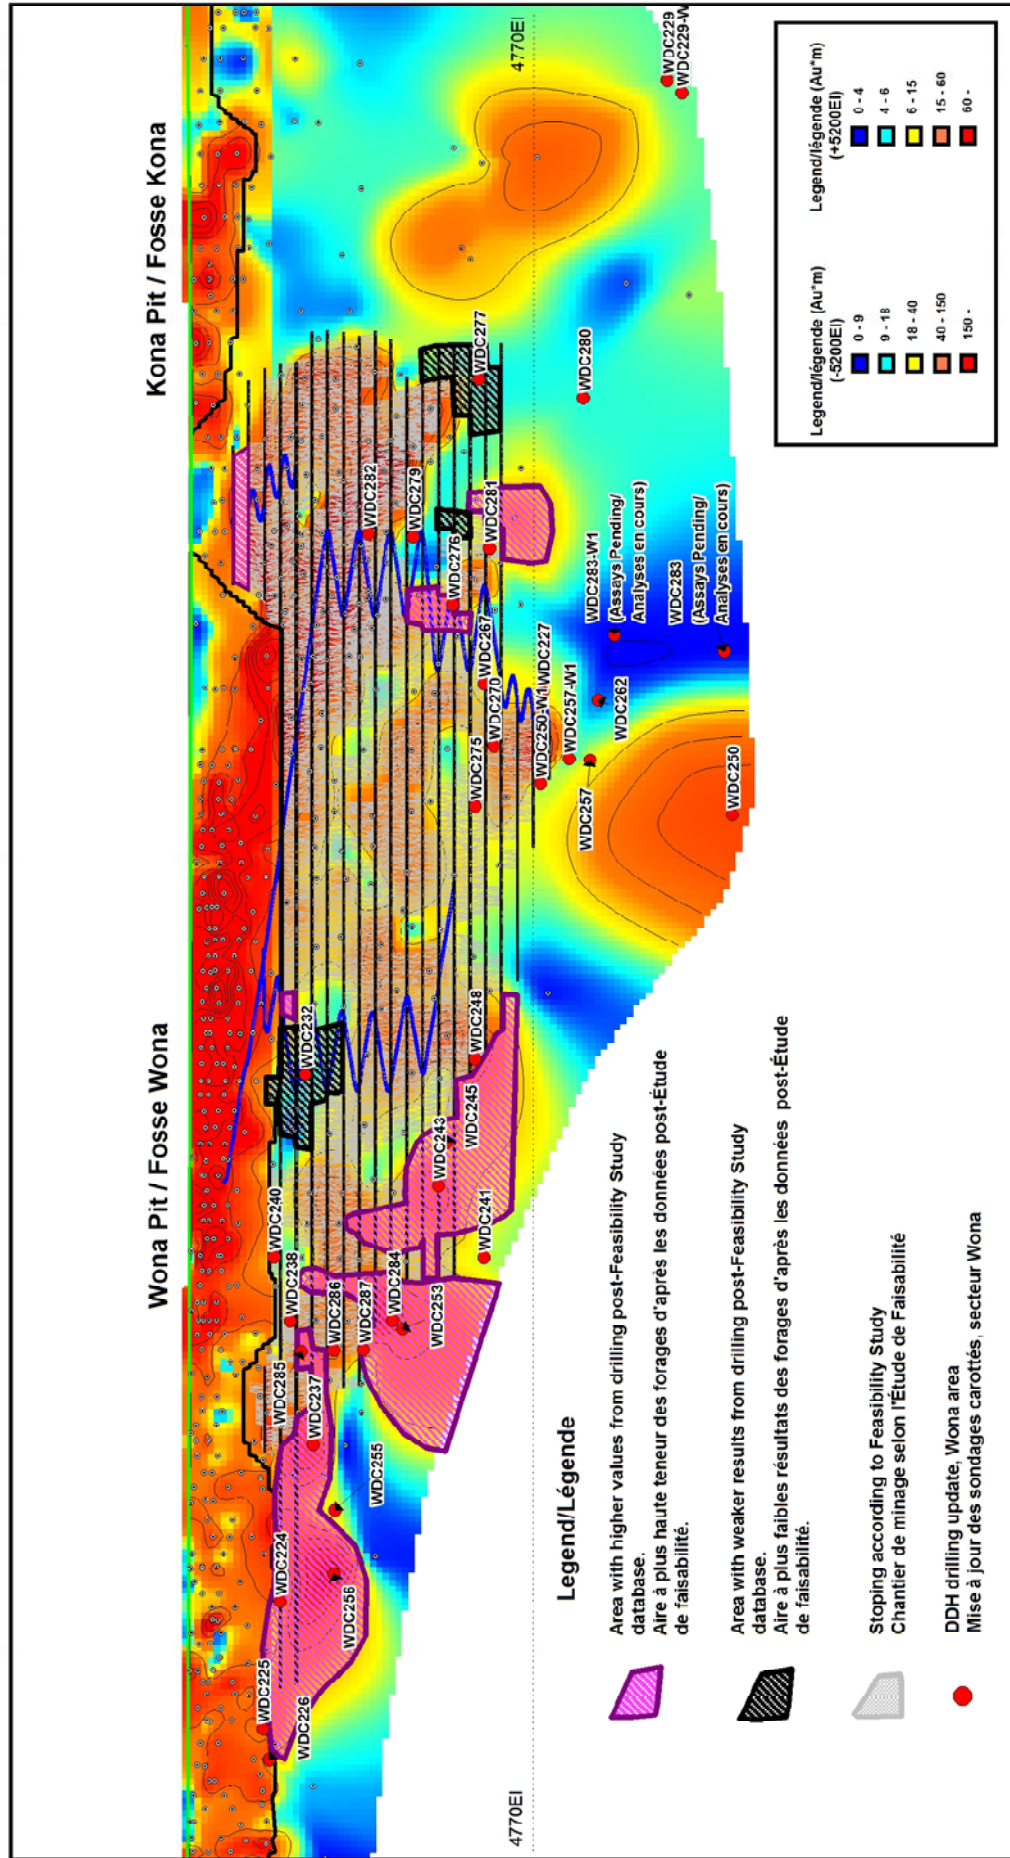 Wona Pit / Fosse Wona
Kona Pit / Fosse Kona
4770El
4770El
WDC225
WDC226
WDC224
WDC256
WDC255
WDC237
WDC285
WDC238
WDC240
WDC286
WDC287
WDC284
WDC253
WDC241
WDC243
WDC245
WDC248
WDC232
WDC275
WDC270
WDC267
WDC250-W1
WDC227
WDC257-W1
WDC257
WDC262
WDC250
WDC276
WDC281
WDC279
WDC282
WDC277
WDC280
WDC283-W1
(Assays Pending/
Analyses en cours)
WDC283
(Assays Pending/
Analyses en cours)
WDC229
WDC229-W
Legend/Légende
Area with higher values from drilling post-Feasibility Study
database.
Aire à plus haute teneur des forages d'après les données post-Étude
de faisabilité.
Area with weaker results from drilling post-Feasibility Study
database.
Aire à plus faibles résultats des forages d'après les données post-Étude
de faisabilité.
Stoping according to Feasibility Study
Chantier de minage selon l'Étude de Faisabilité
DDH drilling update, Wona area
Mise à jour des sondages carottés, secteur Wona
Legend/légende (Au*m)
(-5200El)
0 - 9
9 - 18
18 - 40
40 - 150
150 -
Legend/légende (Au*m)
(+5200El)
0 - 4
4 - 6
6 - 15
15 - 60
60 -